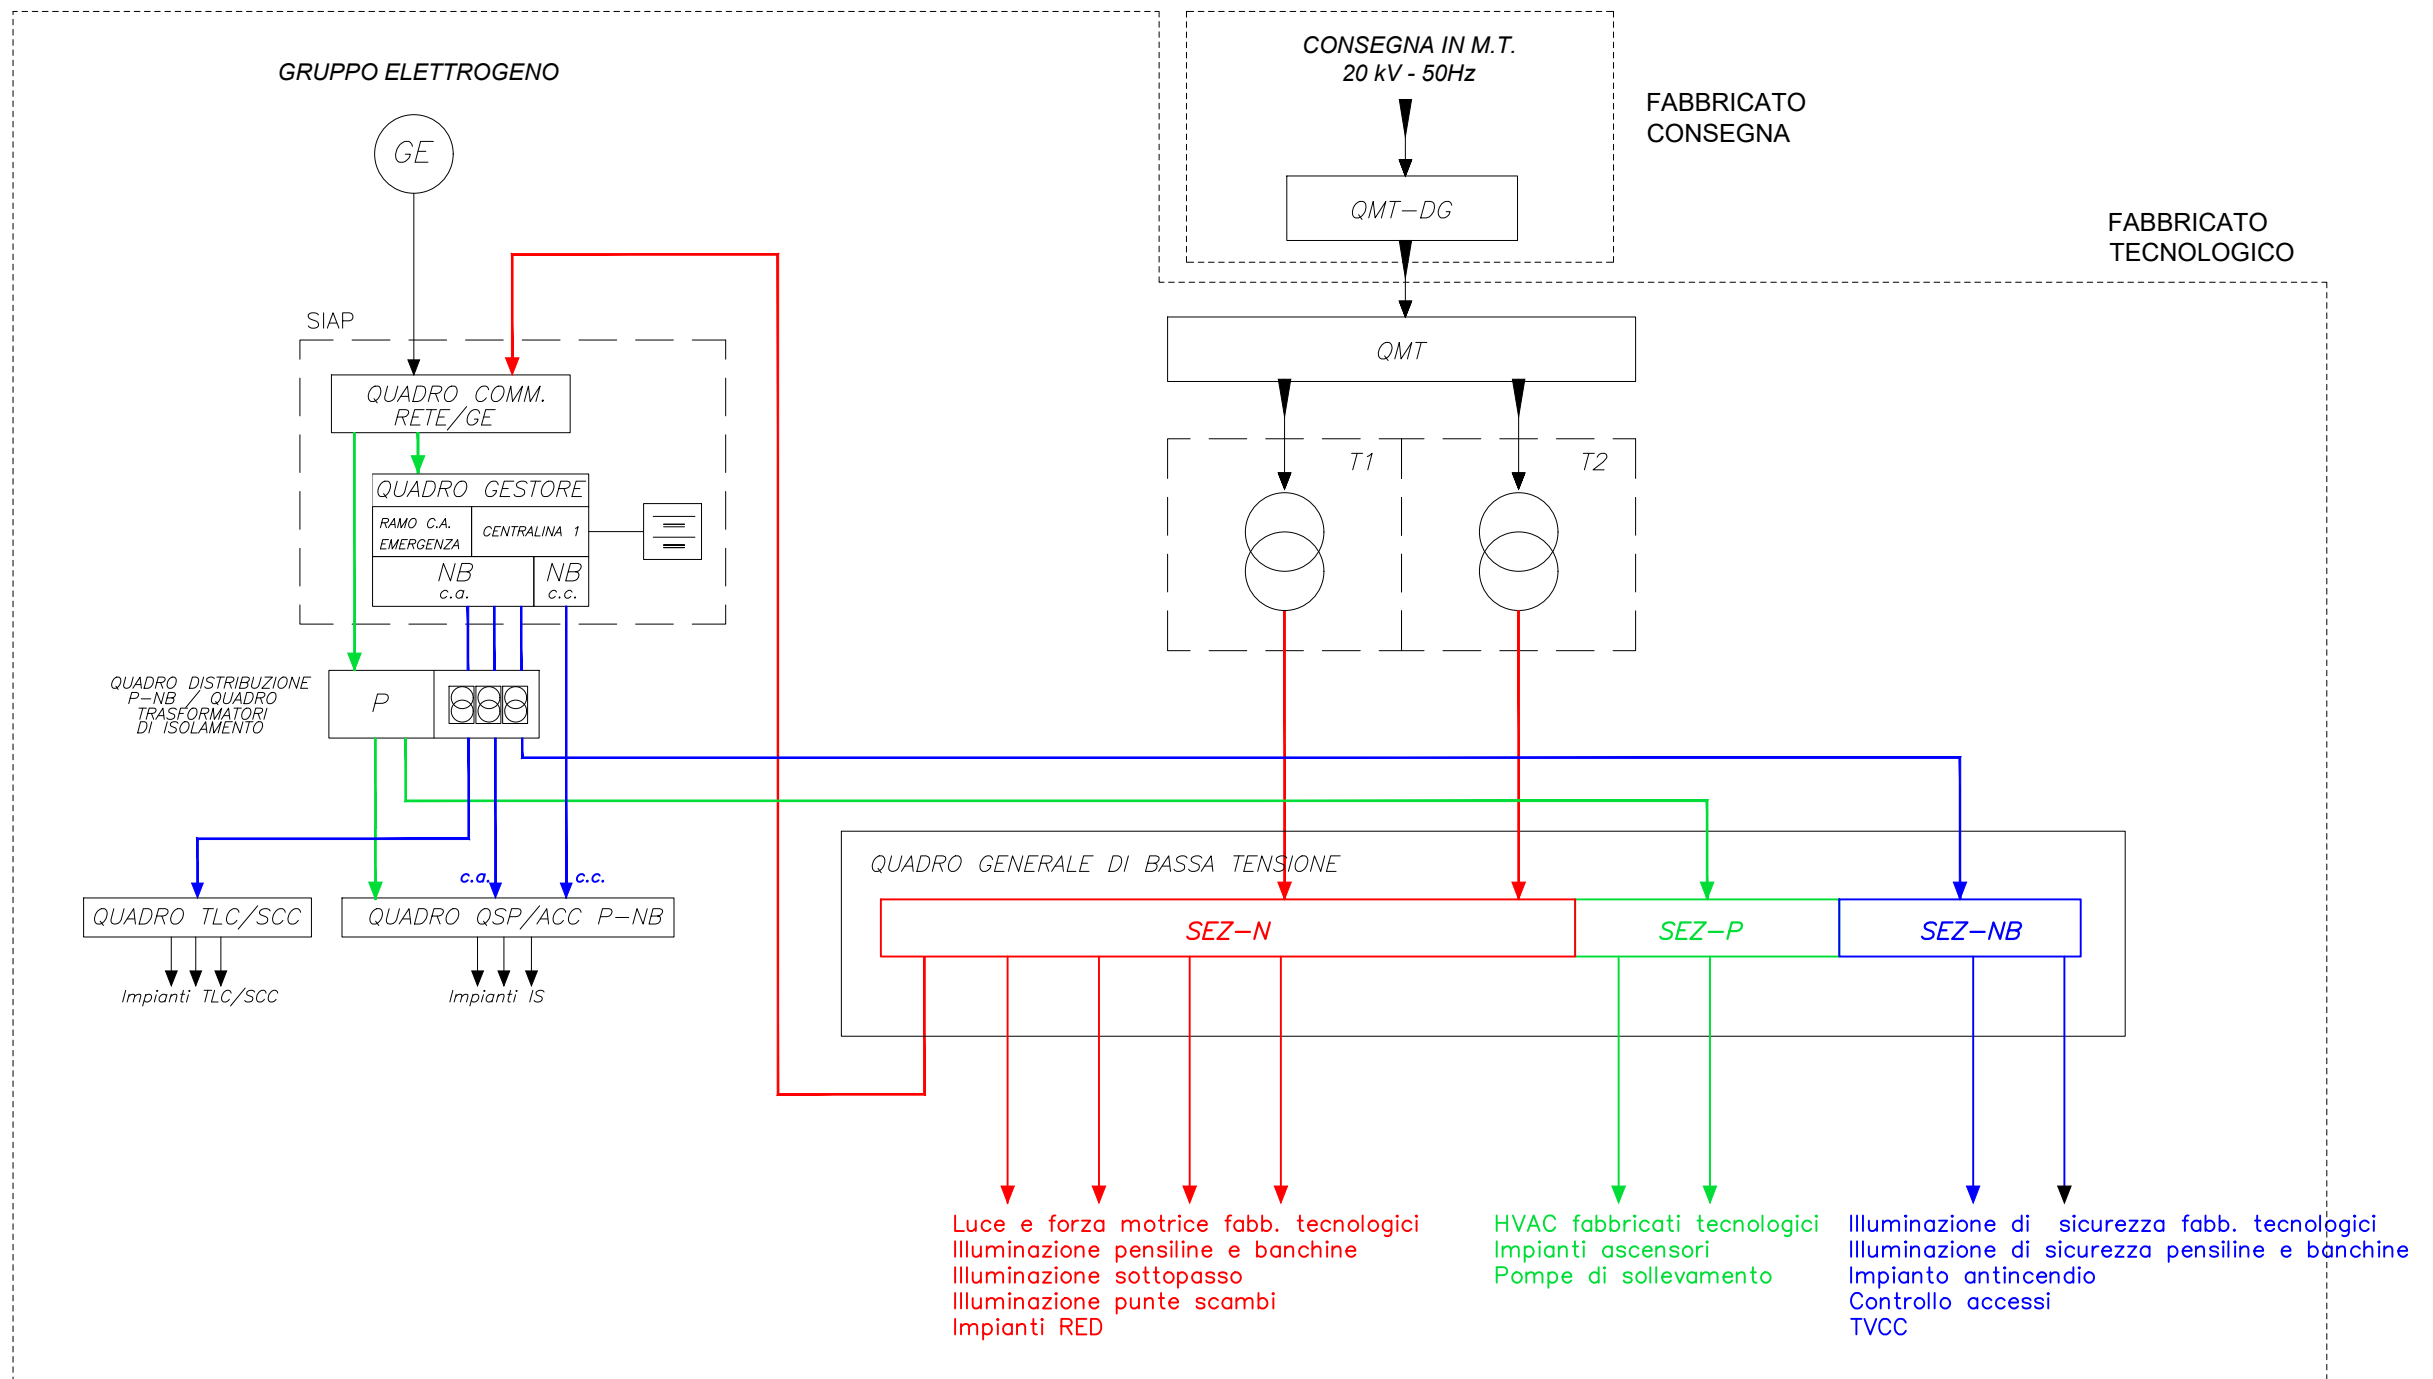 CONSEGNA IN M.T.
20 kV - 50Hz
GRUPPO ELETTROGENO
FABBRICATO
CONSEGNA
GE
QMT-DG
FABBRICATO
TECNOLOGICO
SIAP
QMT
QUADRO COMM.
RETE/GE
T1
T2
QUADRO GESTORE
RAMO C.A.
EMERGENZA
CENTRALINA 1
NB
c.a.
NB
c.c.
QUADRO DISTRIBUZIONE
P-NB / QUADRO
TRASFORMATORI
DI ISOLAMENTO
P
QUADRO GENERALE DI BASSA TENSIONE
c.a.
c.c.
QUADRO TLC/SCC
QUADRO QSP/ACC P-NB
SEZ-N
SEZ-P
SEZ-NB
Impianti TLC/SCC
Impianti IS
Luce e forza motrice fabb. tecnologici
Illuminazione pensiline e banchine
Illuminazione sottopasso
Illuminazione punte scambi
Impianti RED
HVAC fabbricati tecnologici
Impianti ascensori
Pompe di sollevamento
Illuminazione di sicurezza fabb. tecnologici
Illuminazione di sicurezza pensiline e banchine
Impianto antincendio
Controllo accessi
TVCC